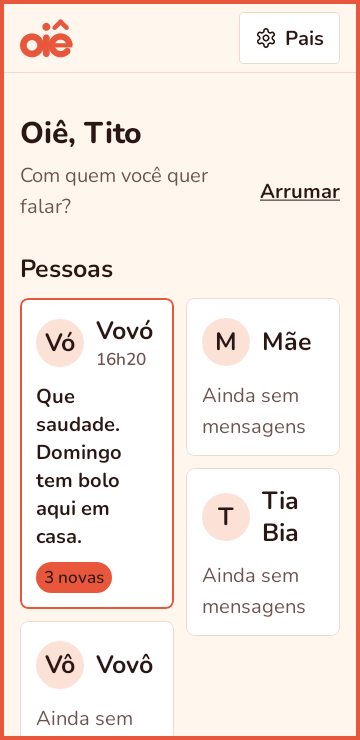 oiê
Pais
Oiê, Tito
Com quem você quer
falar?
Arrumar
Pessoas
Vó
Vovó
16h20
Que
saudade.
Domingo
tem bolo
aqui em
casa.
3 novas
M
Mãe
Ainda sem
mensagens
T
Tia
Bia
Ainda sem
mensagens
Vô
Vovô
Ainda sem